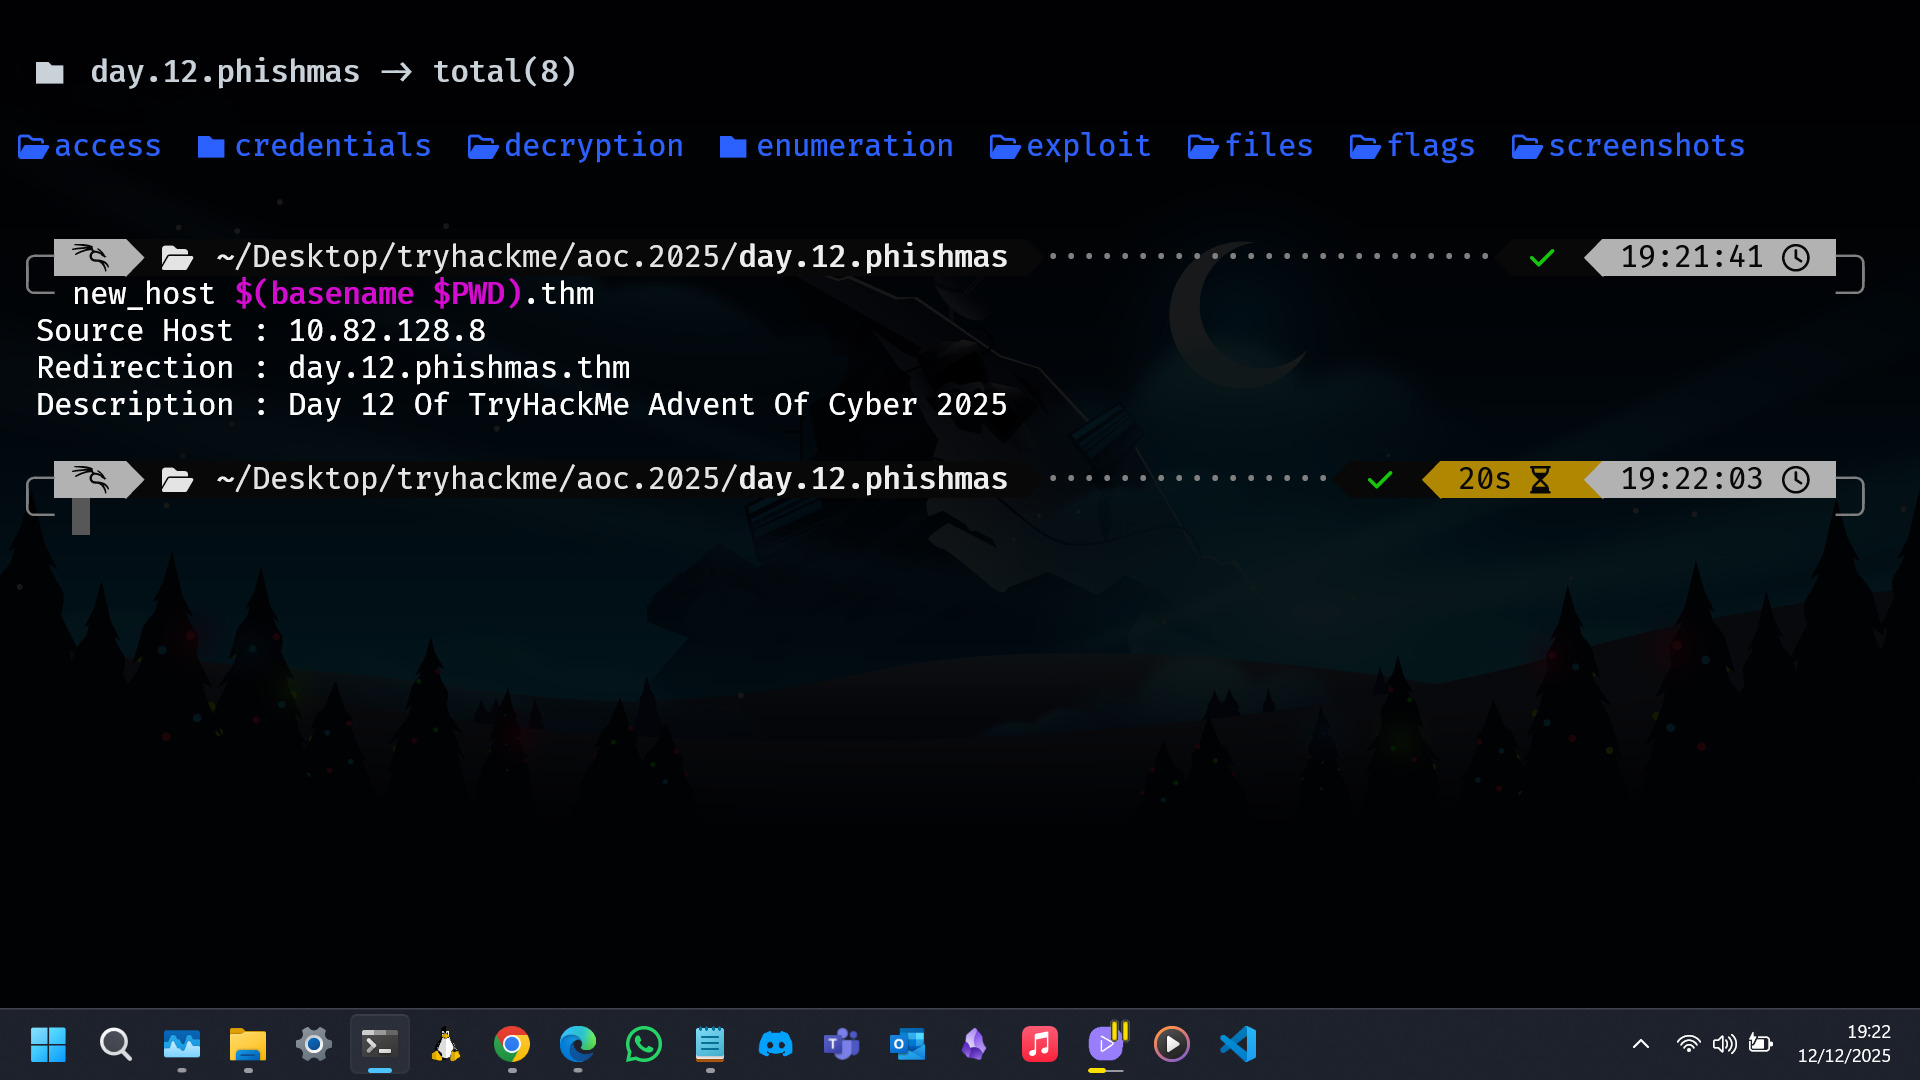 day.12.phishmas → total(8)
access credentials decryption enumeration exploit files flags screenshots
~/Desktop/tryhackme/aoc.2025/day.12.phishmas 19:21:41
new_host $(basename $PWD).thm
Source Host : 10.82.128.8
Redirection : day.12.phishmas.thm
Description : Day 12 Of TryHackMe Advent Of Cyber 2025
~/Desktop/tryhackme/aoc.2025/day.12.phishmas 20s 19:22:03
19:22
12/12/2025